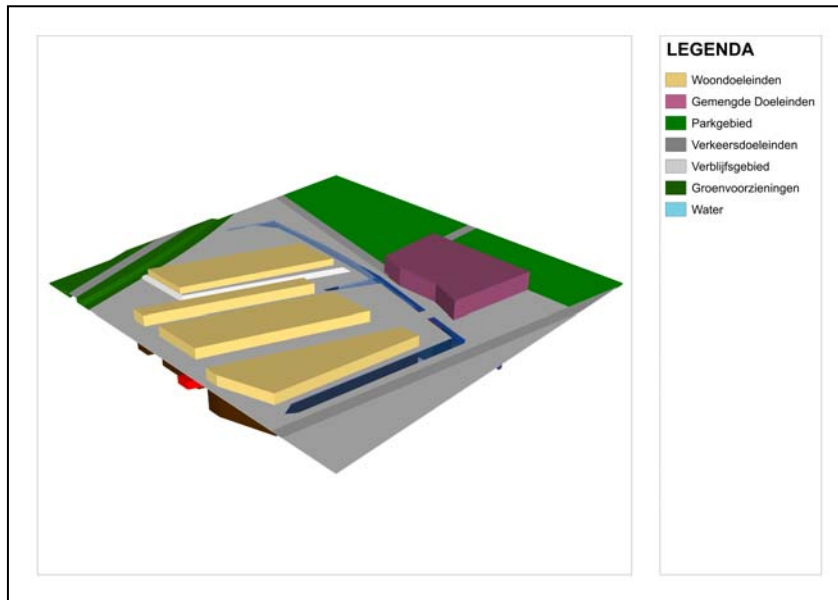 LEGENDA
Woondoeleinden
Gemengde Doeleinden
Parkgebied
Verkeersdoeleinden
Verblijfsgebied
Groenvoorzieningen
Water